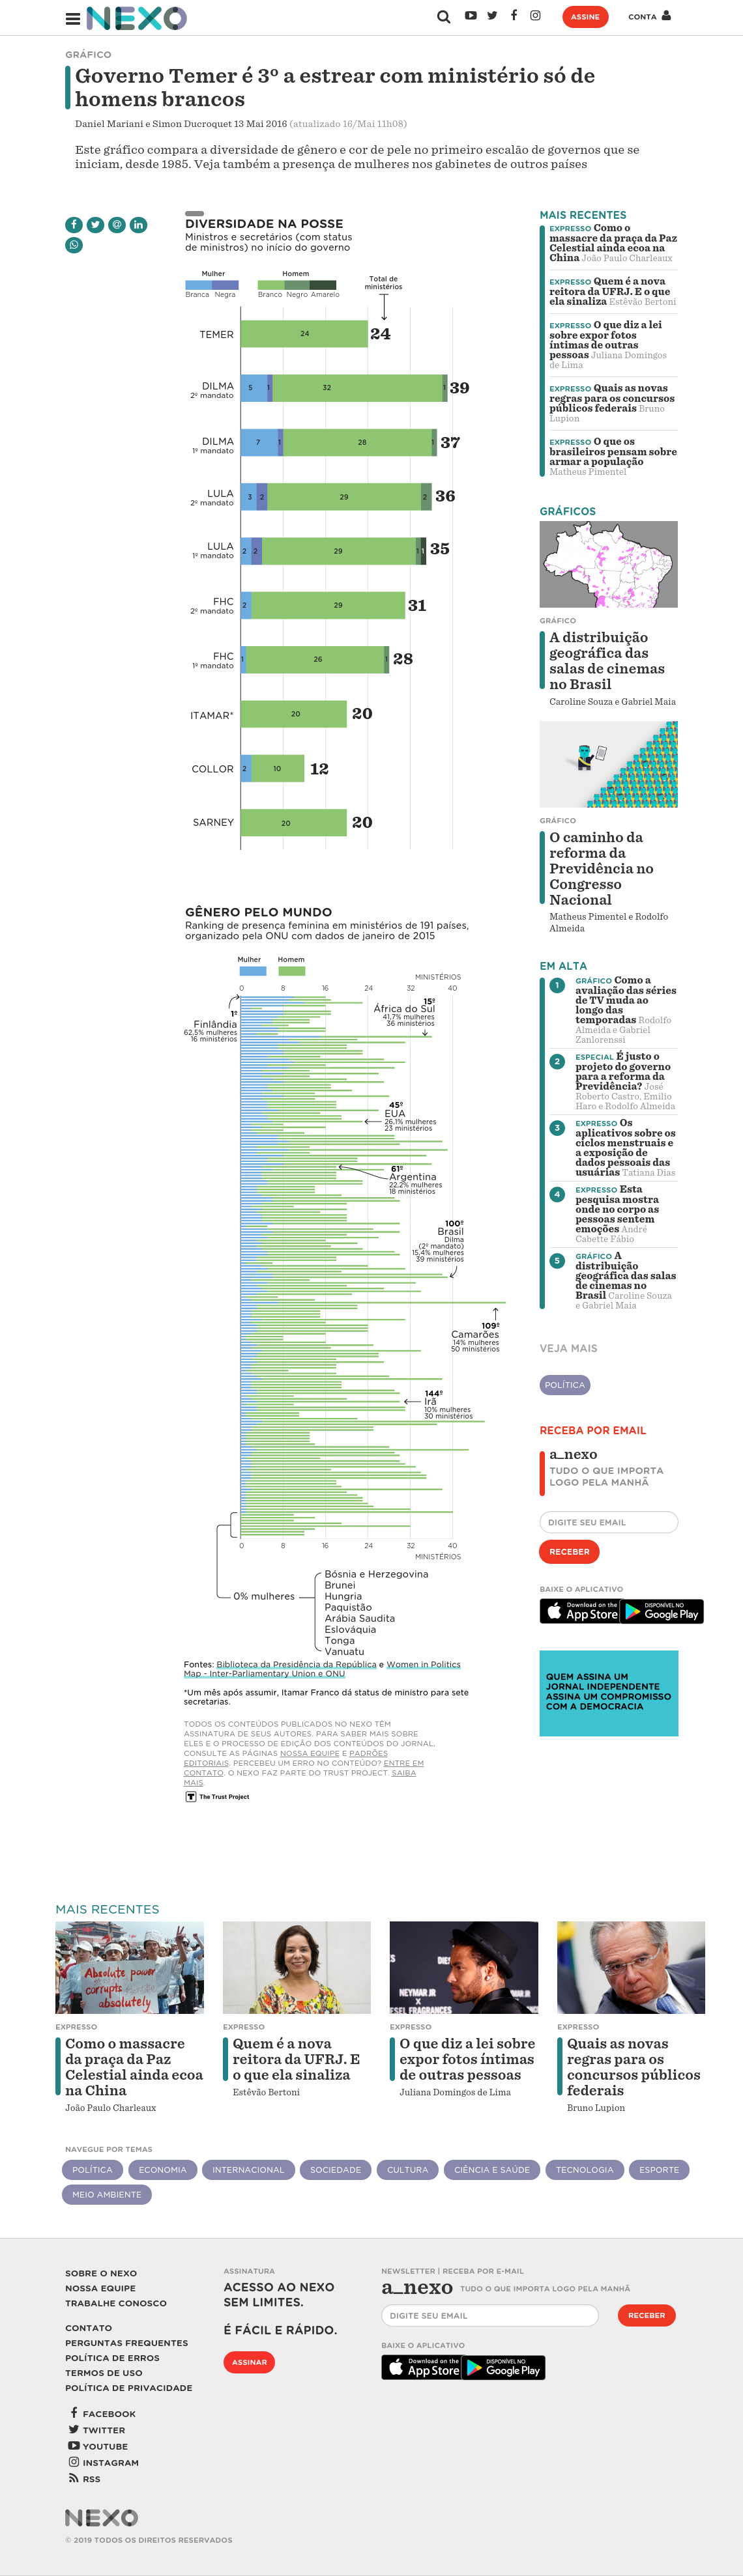 NEXO
ASSINE
CONTA
GRÁFICO
Governo Temer é 3º a estrear com ministério só de
homens brancos
Daniel Mariani e Simon Ducroquet 13 Mai 2016 (atualizado 16/Mai 11h08)
Este gráfico compara a diversidade de gênero e cor de pele no primeiro escalão de governos que se
iniciam, desde 1985. Veja também a presença de mulheres nos gabinetes de outros países
DIVERSIDADE NA POSSE
Ministros e secretários (com status
de ministros) no início do governo
Mulher
Homem
Total de
ministérios
Branca Negra
Branco Negro Amarelo
TEMER 24 24
DILMA 5 1 32 1 39
2º mandato
DILMA 7 1 28 1 37
1º mandato
LULA 3 2 29 2 36
2º mandato
LULA 2 2 29 1 1 35
1º mandato
FHC 2 29 31
2º mandato
FHC 1 26 1 28
1º mandato
ITAMAR* 20 20
COLLOR 2 10 12
SARNEY 20 20
GÊNERO PELO MUNDO
Ranking de presença feminina em ministérios de 191 países,
organizado pela ONU com dados de janeiro de 2015
Mulher Homem
MINISTÉRIOS
0 8 16 24 32 40
1º
Finlândia
62,5% mulheres
16 ministérios
15º
África do Sul
41,7% mulheres
36 ministérios
45º
EUA
26,1% mulheres
23 ministérios
61º
Argentina
22,2% mulheres
18 ministérios
100º
Brasil
Dilma
(2º mandato)
15,4% mulheres
39 ministérios
109º
Camarões
14% mulheres
50 ministérios
144º
Irã
10% mulheres
30 ministérios
0 8 16 24 32 40
MINISTÉRIOS
0% mulheres
Bósnia e Herzegovina
Brunei
Hungria
Paquistão
Arábia Saudita
Eslováquia
Tonga
Vanuatu
Fontes: Biblioteca da Presidência da República e Women in Politics
Map - Inter-Parliamentary Union e ONU
*Um mês após assumir, Itamar Franco dá status de ministro para sete
secretarias.
TODOS OS CONTEÚDOS PUBLICADOS NO NEXO TÊM
ASSINATURA DE SEUS AUTORES. PARA SABER MAIS SOBRE
ELES E O PROCESSO DE EDIÇÃO DOS CONTEÚDOS DO JORNAL,
CONSULTE AS PÁGINAS NOSSA EQUIPE E PADRÕES
EDITORIAIS. PERCEBEU UM ERRO NO CONTEÚDO? ENTRE EM
CONTATO. O NEXO FAZ PARTE DO TRUST PROJECT. SAIBA
MAIS.
The Trust Project
MAIS RECENTES
EXPRESSO Como o
massacre da praça da Paz
Celestial ainda ecoa na
China João Paulo Charleaux
EXPRESSO Quem é a nova
reitora da UFRJ. E o que
ela sinaliza Estêvão Bertoni
EXPRESSO O que diz a lei
sobre expor fotos
íntimas de outras
pessoas Juliana Domingos
de Lima
EXPRESSO Quais as novas
regras para os concursos
públicos federais Bruno
Lupion
EXPRESSO O que os
brasileiros pensam sobre
armar a população
Matheus Pimentel
GRÁFICOS
GRÁFICO
A distribuição
geográfica das
salas de cinemas
no Brasil
Caroline Souza e Gabriel Maia
GRÁFICO
O caminho da
reforma da
Previdência no
Congresso
Nacional
Matheus Pimentel e Rodolfo
Almeida
EM ALTA
1 GRÁFICO Como a
avaliação das séries
de TV muda ao
longo das
temporadas Rodolfo
Almeida e Gabriel
Zanlorenssi
2 ESPECIAL É justo o
projeto do governo
para a reforma da
Previdência? José
Roberto Castro, Emilio
Haro e Rodolfo Almeida
3 EXPRESSO Os
aplicativos sobre os
ciclos menstruais e
a exposição de
dados pessoais das
usuárias Tatiana Dias
4 EXPRESSO Esta
pesquisa mostra
onde no corpo as
pessoas sentem
emoções André
Cabette Fábio
5 GRÁFICO A
distribuição
geográfica das salas
de cinemas no
Brasil Caroline Souza
e Gabriel Maia
VEJA MAIS
POLÍTICA
RECEBA POR EMAIL
a_nexo
TUDO O QUE IMPORTA
LOGO PELA MANHÃ
DIGITE SEU EMAIL
RECEBER
BAIXE O APLICATIVO
Download on the
App Store
DISPONÍVEL NO
Google Play
QUEM ASSINA UM
JORNAL INDEPENDENTE
ASSINA UM COMPROMISSO
COM A DEMOCRACIA
MAIS RECENTES
Absolute power
corrupts
absolutely
NEYMAR JR
EXPRESSO
Como o massacre
da praça da Paz
Celestial ainda ecoa
na China
João Paulo Charleaux
EXPRESSO
Quem é a nova
reitora da UFRJ. E
o que ela sinaliza
Estêvão Bertoni
EXPRESSO
O que diz a lei sobre
expor fotos íntimas
de outras pessoas
Juliana Domingos de Lima
EXPRESSO
Quais as novas
regras para os
concursos públicos
federais
Bruno Lupion
NAVEGUE POR TEMAS
POLÍTICA ECONOMIA INTERNACIONAL SOCIEDADE CULTURA CIÊNCIA E SAÚDE TECNOLOGIA ESPORTE
MEIO AMBIENTE
SOBRE O NEXO
NOSSA EQUIPE
TRABALHE CONOSCO
CONTATO
PERGUNTAS FREQUENTES
POLÍTICA DE ERROS
TERMOS DE USO
POLÍTICA DE PRIVACIDADE
FACEBOOK
TWITTER
YOUTUBE
INSTAGRAM
RSS
ASSINATURA
ACESSO AO NEXO
SEM LIMITES.
É FÁCIL E RÁPIDO.
ASSINAR
NEWSLETTER | RECEBA POR E-MAIL
a_nexo TUDO O QUE IMPORTA LOGO PELA MANHÃ
DIGITE SEU EMAIL
RECEBER
BAIXE O APLICATIVO
Download on the
App Store
DISPONÍVEL NO
Google Play
NEXO
© 2019 TODOS OS DIREITOS RESERVADOS